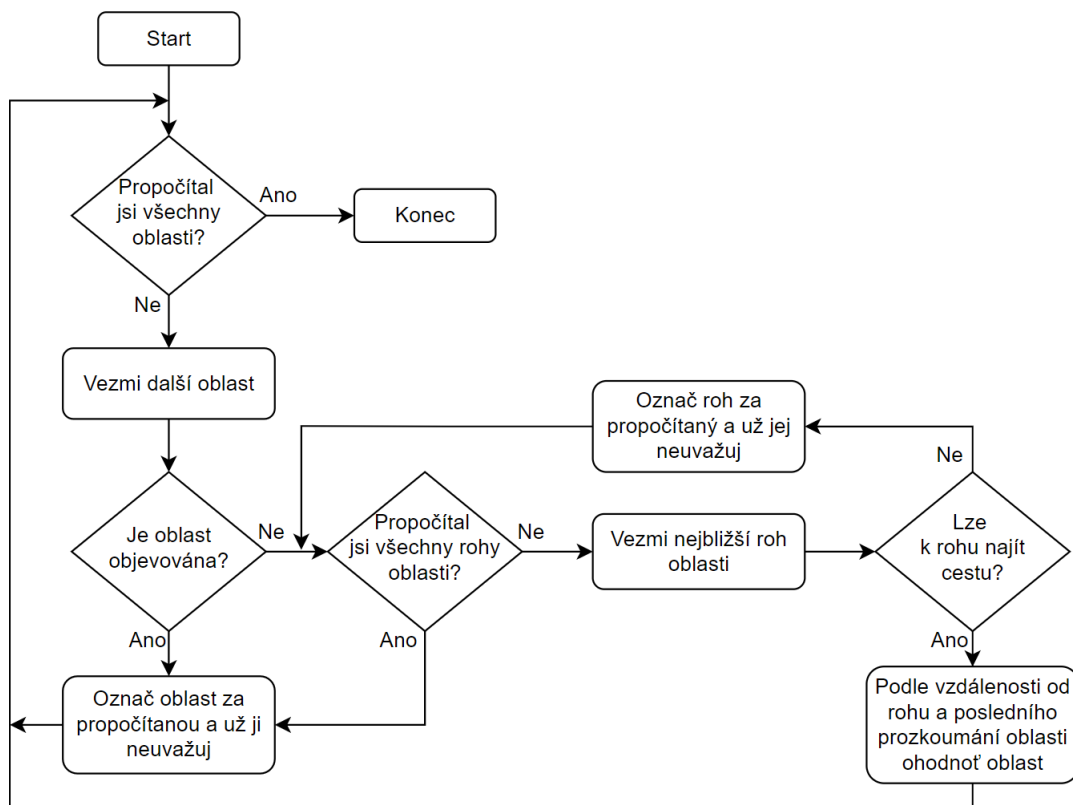 Start
Propočítal
jsi všechny
oblasti?
Ano
Konec
Ne
Vezmi další oblast
Označ roh za
propočítaný a už jej
neuvažuj
Ne
Je oblast
objevována?
Ne
Propočítal
jsi všechny rohy
oblasti?
Ne
Vezmi nejbližší roh
oblasti
Lze
k rohu najít
cestu?
Ano
Ano
Ano
Označ oblast za
propočítanou a už ji
neuvažuj
Podle vzdálenosti od
rohu a posledního
prozkoumání oblasti
ohodnoť oblast